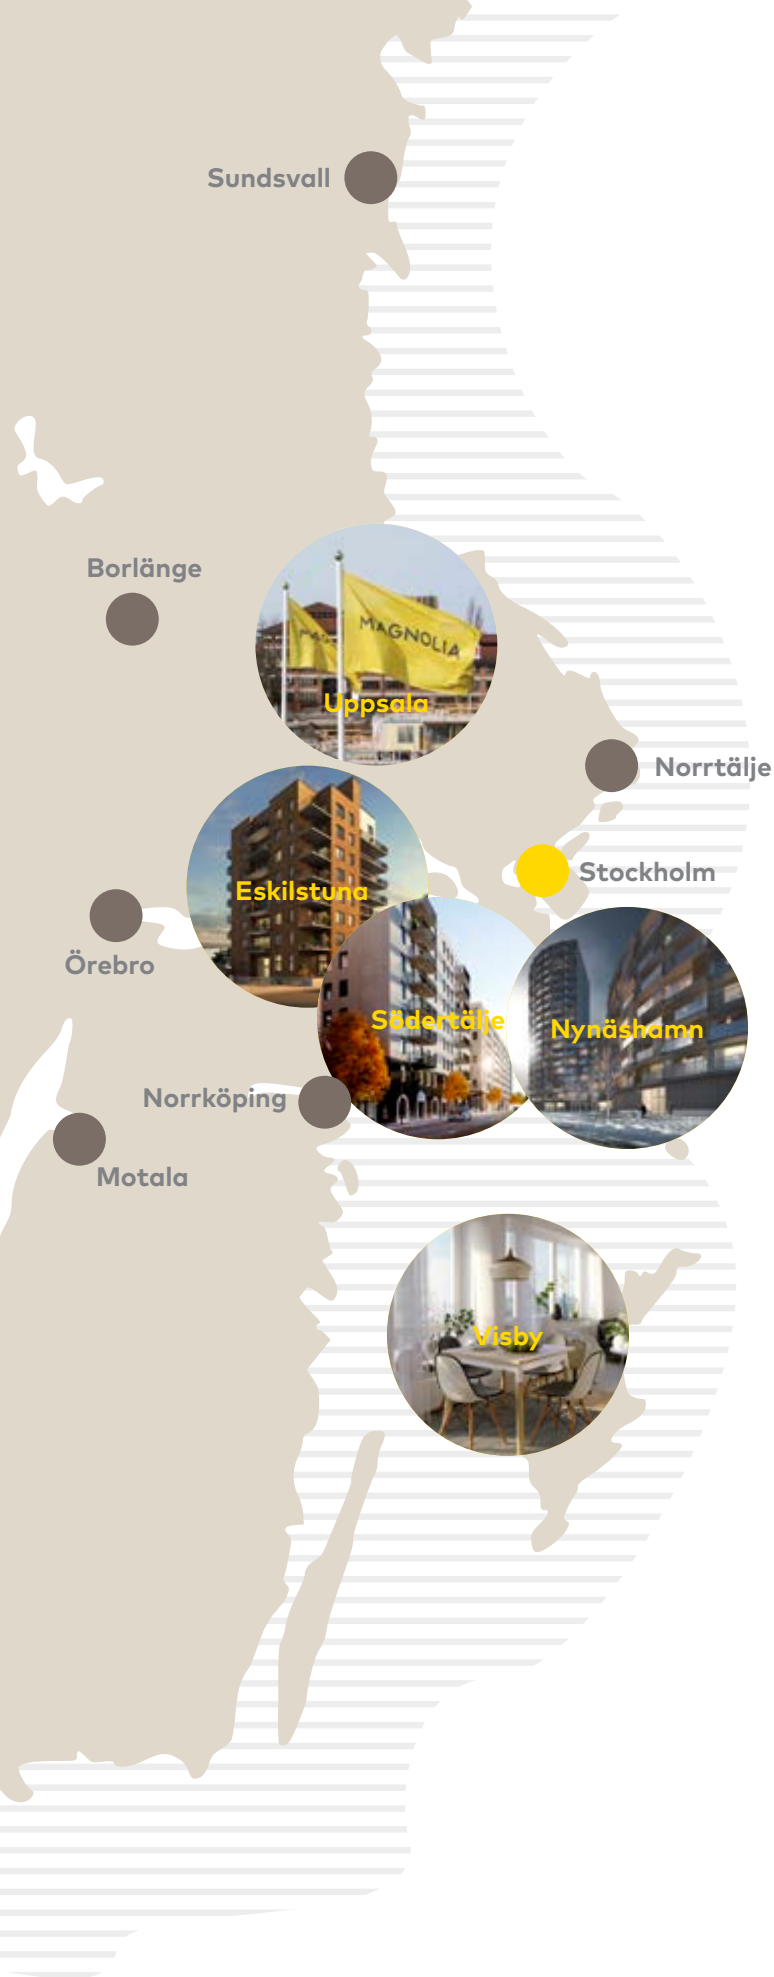 Sundsvall
Borlänge
MAGNOLIA
Uppsala
Norrtälje
Stockholm
Eskilstuna
Örebro
Södertälje
Nynäshamn
Norrköping
Motala
Visby